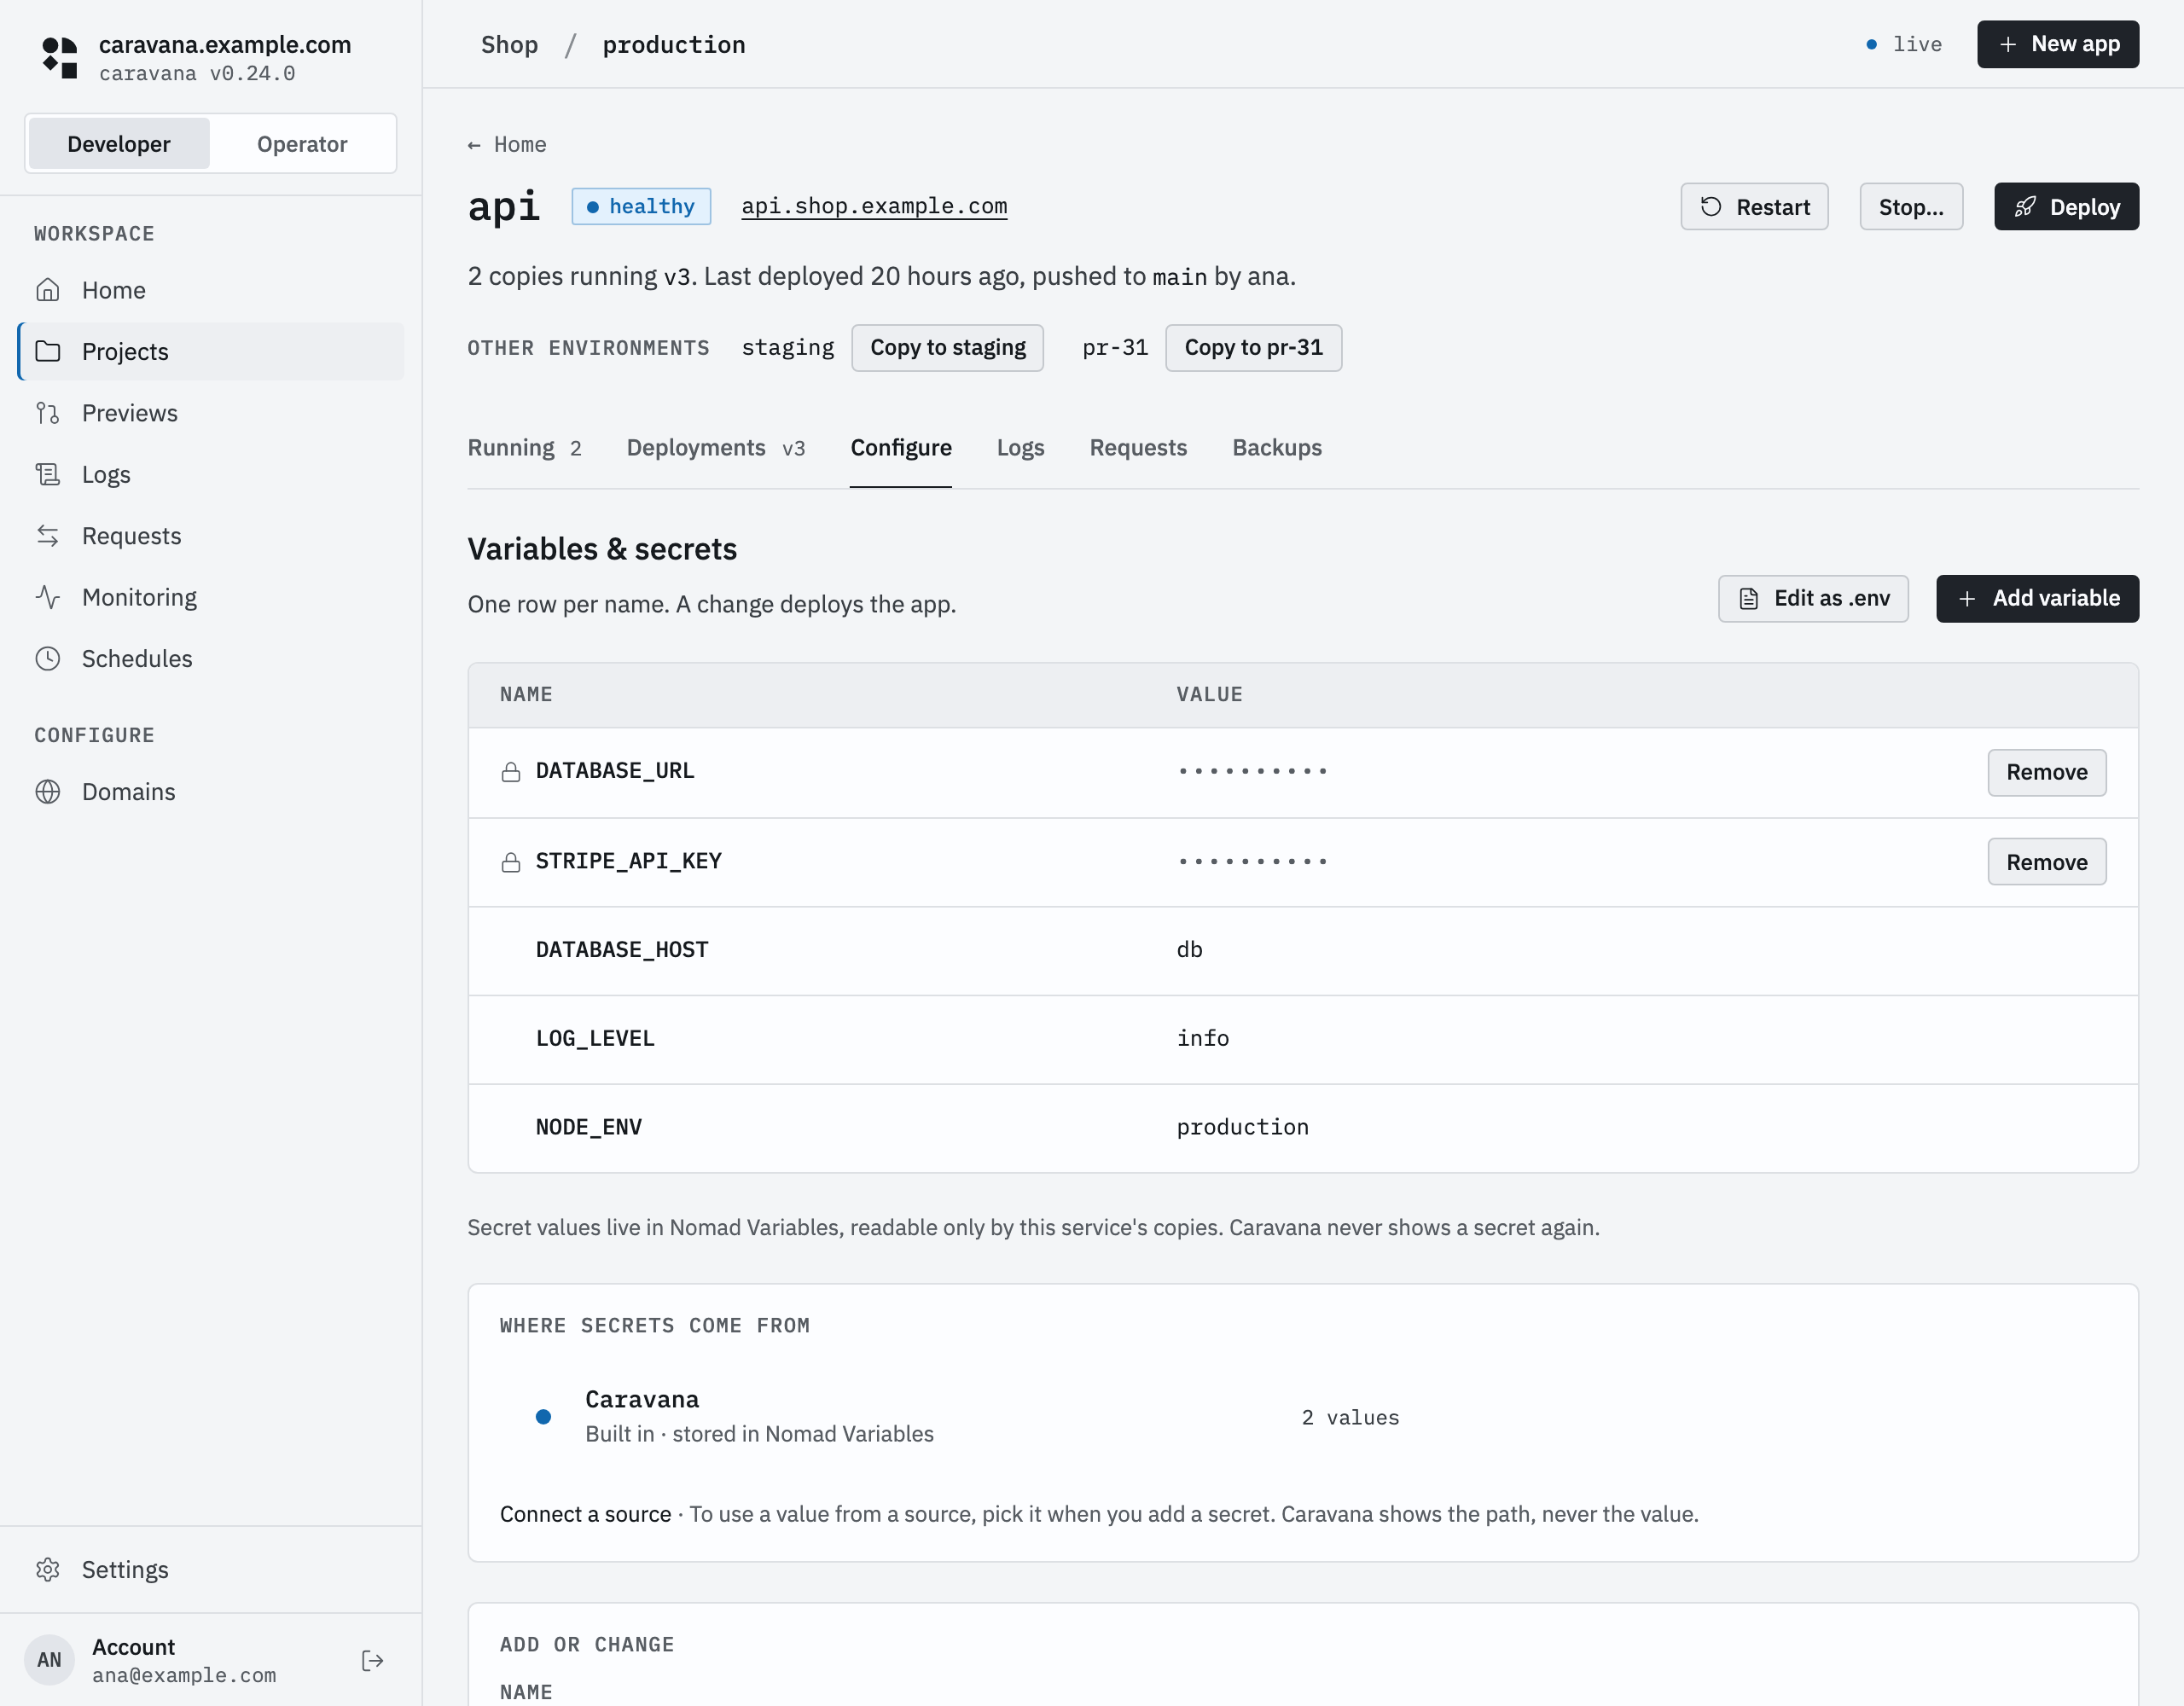 caravana.example.com
caravana v0.24.0
Developer
Operator
WORKSPACE
Home
Projects
Previews
Logs
Requests
Monitoring
Schedules
CONFIGURE
Domains
Settings
AN
Account
ana@example.com
Shop / production
live
+ New app
← Home
api
healthy
api.shop.example.com
Restart
Stop...
Deploy
2 copies running v3. Last deployed 20 hours ago, pushed to main by ana.
OTHER ENVIRONMENTS staging Copy to staging pr-31 Copy to pr-31
Running 2 Deployments v3 Configure Logs Requests Backups
Variables & secrets
One row per name. A change deploys the app.
Edit as .env
+ Add variable
NAME VALUE
DATABASE_URL •••••••••• Remove
STRIPE_API_KEY •••••••••• Remove
DATABASE_HOST db
LOG_LEVEL info
NODE_ENV production
Secret values live in Nomad Variables, readable only by this service's copies. Caravana never shows a secret again.
WHERE SECRETS COME FROM
Caravana
Built in · stored in Nomad Variables
2 values
Connect a source · To use a value from a source, pick it when you add a secret. Caravana shows the path, never the value.
ADD OR CHANGE
NAME